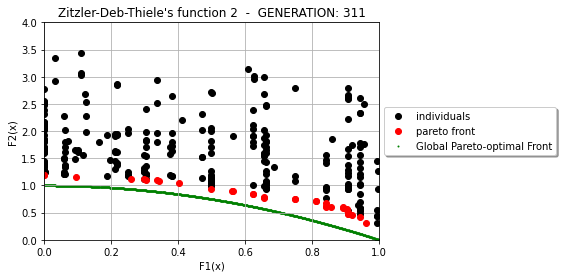 Zitzler-Deb-Thiele's function 2 - GENERATION: 311
4.0
3.5
3.0
2.5
2.0
1.5
1.0
0.5
0.0
F2(x)
0.0 0.2 0.4 0.6 0.8 1.0
F1(x)
individuals
pareto front
Global Pareto-optimal Front